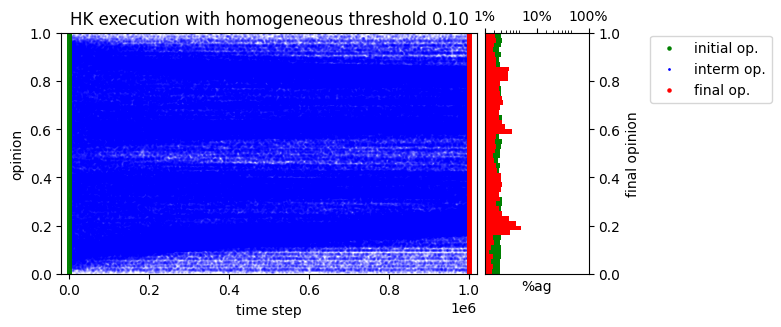 HK execution with homogeneous threshold 0.10
1% 10% 100%
1.0
0.8
0.6
0.4
0.2
0.0
opinion
0.0 0.2 0.4 0.6 0.8 1.0
1e6
time step
1.0
0.8
0.6
0.4
0.2
0.0
final opinion
%ag
initial op.
interm op.
final op.